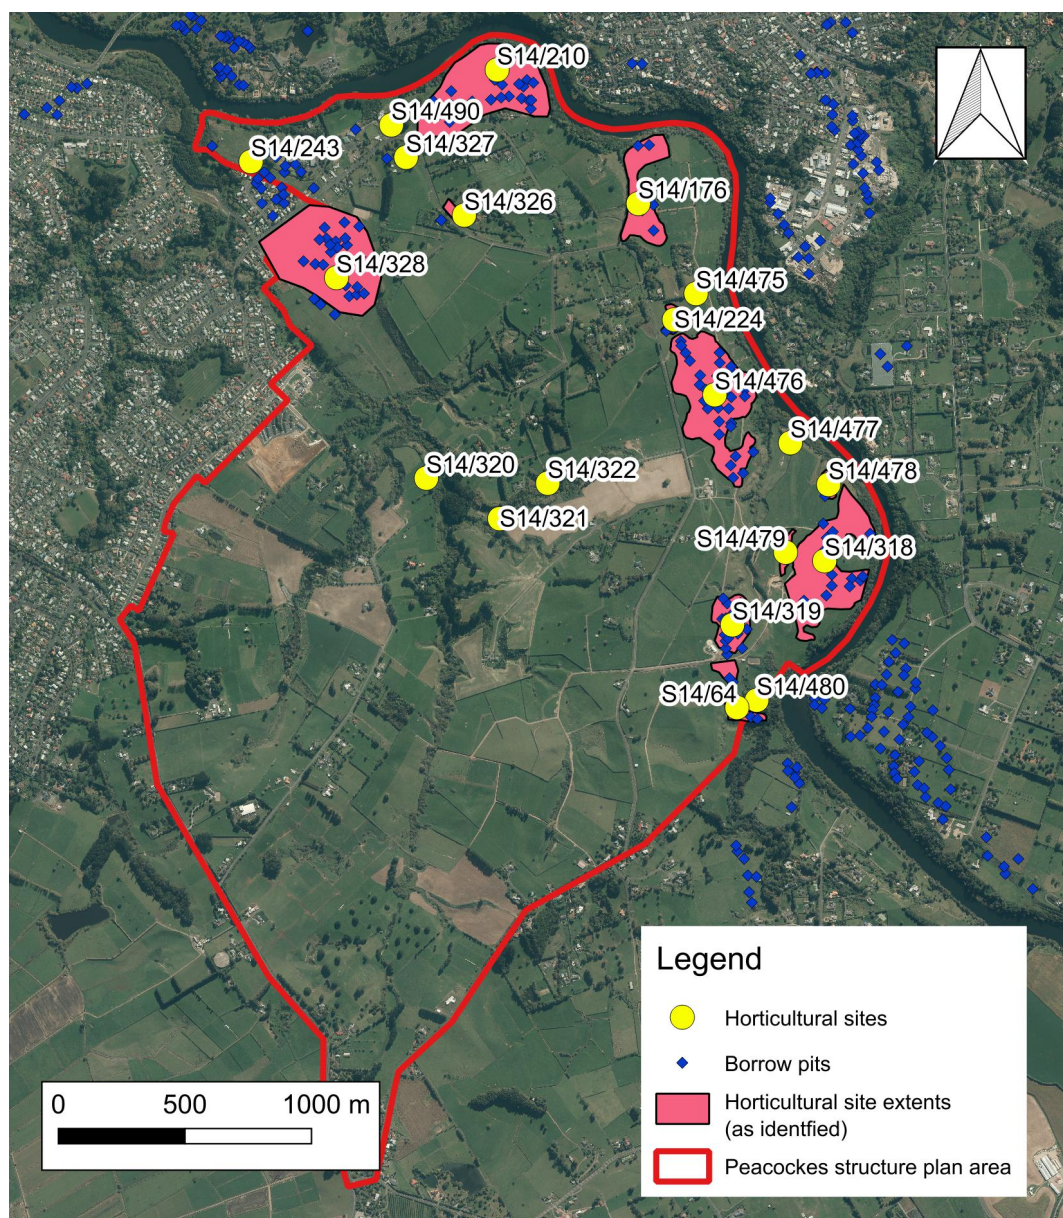 S14/210
S14/490
S14/327
S14/243
S14/176
S14/326
S14/328
S14/475
S14/224
S14/476
S14/477
S14/320
S14/322
S14/478
S14/321
S14/479
S14/318
S14/319
S14/64
S14/480
Legend
Horticultural sites
Borrow pits
Horticultural site extents
(as identfied)
Peacockes structure plan area
0 500 1000 m